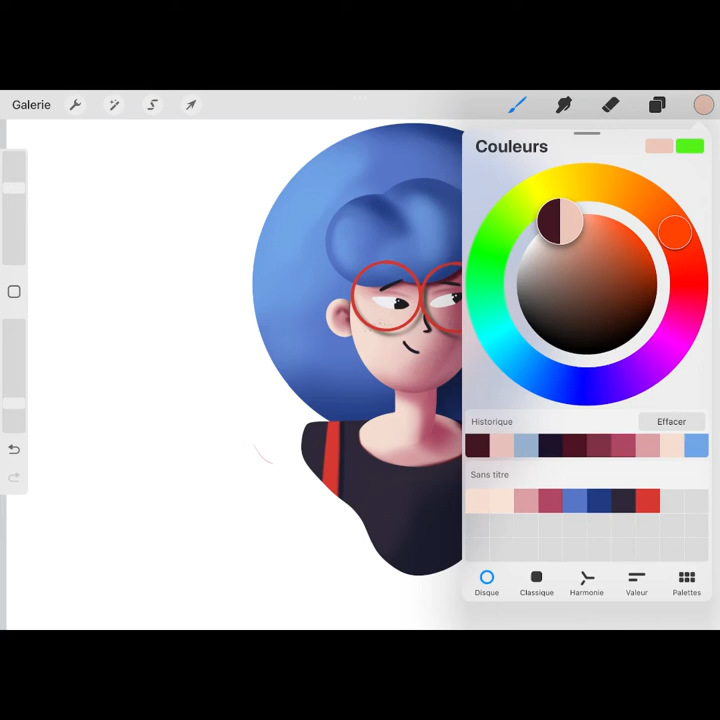 Galerie
Couleurs
Historique
Effacer
Sans titre
Disque
Classique
Harmonie
Valeur
Palettes